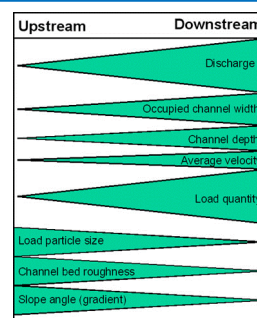 Upstream Downstream
Discharge
Occupied channel width
Channel depth
Average velocity
Load quantity
Load particle size
Channel bed roughness
Slope angle (gradient)